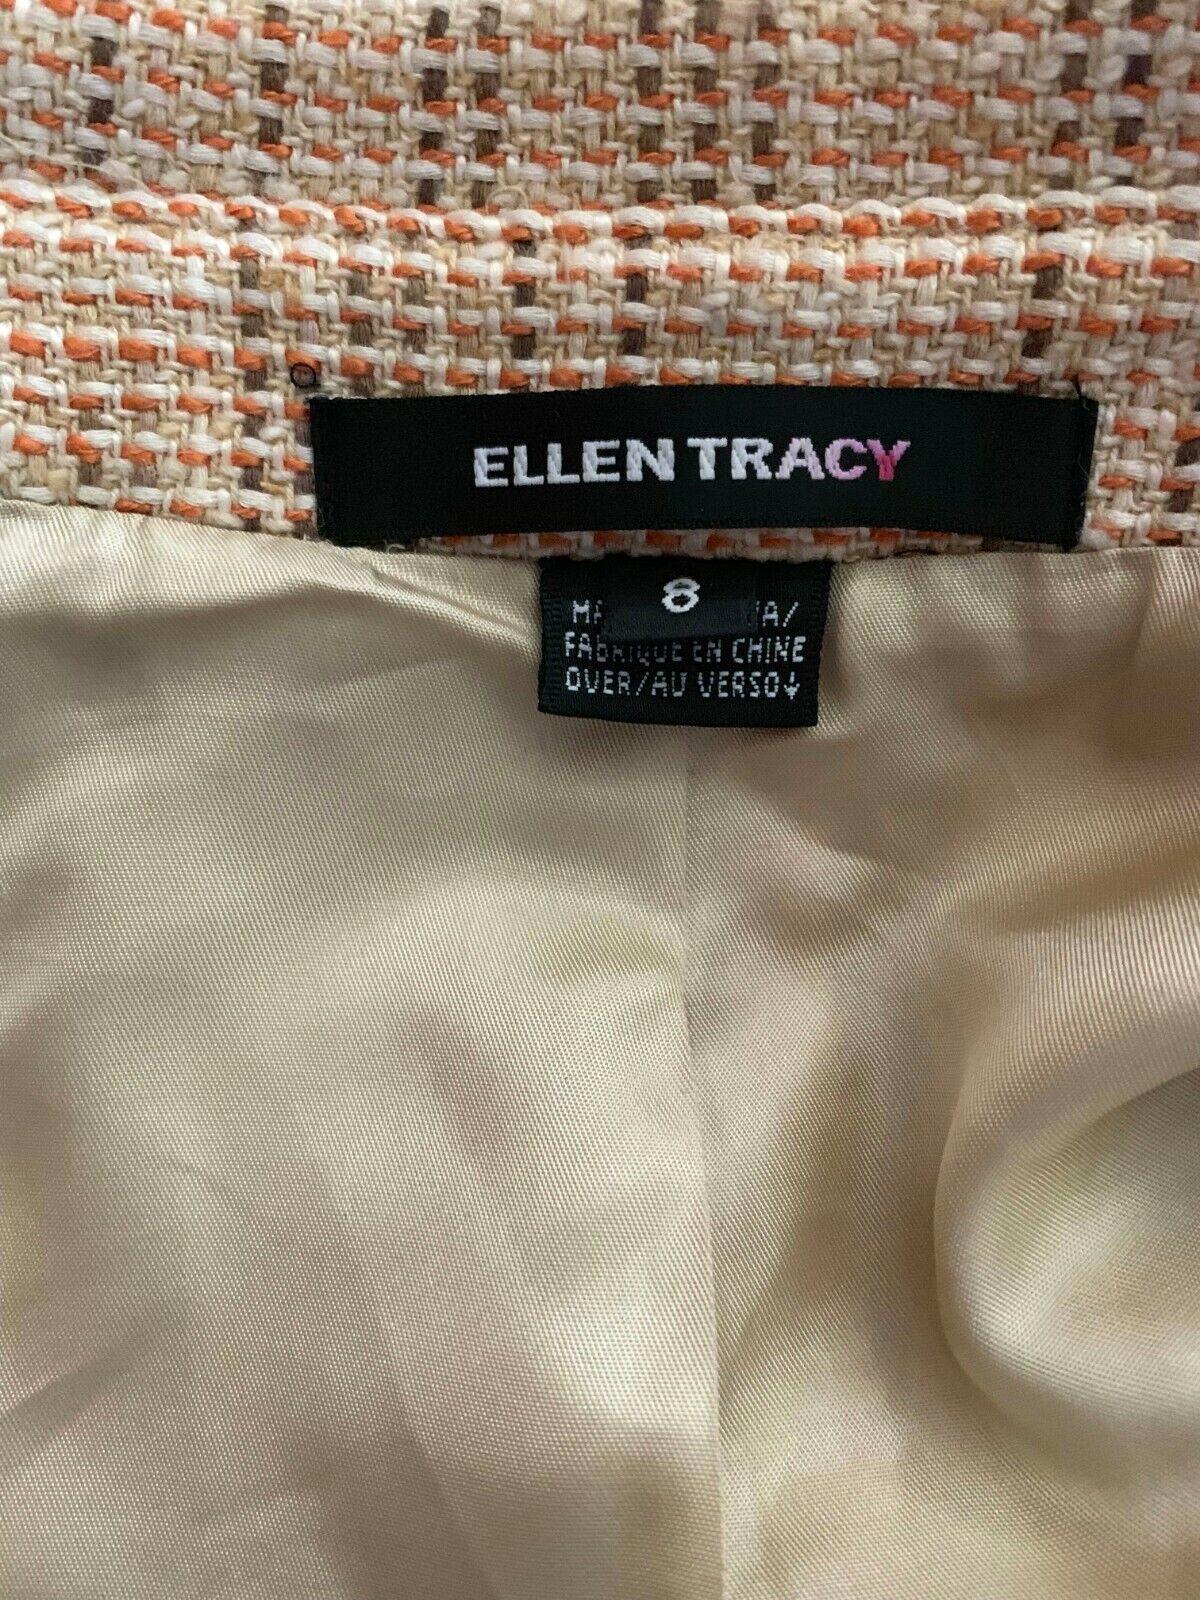 ELLEN TRACY
8
FABRIQUE EN CHINE
OVER/AU VERSO↓